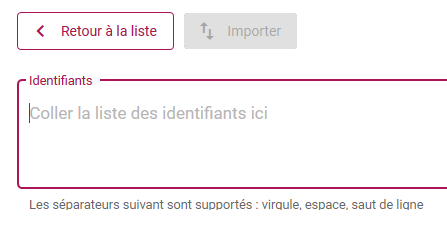 Retour à la liste
Importer
Identifiants
Coller la liste des identifiants ici
Les séparateurs suivant sont supportés : virgule, espace, saut de ligne